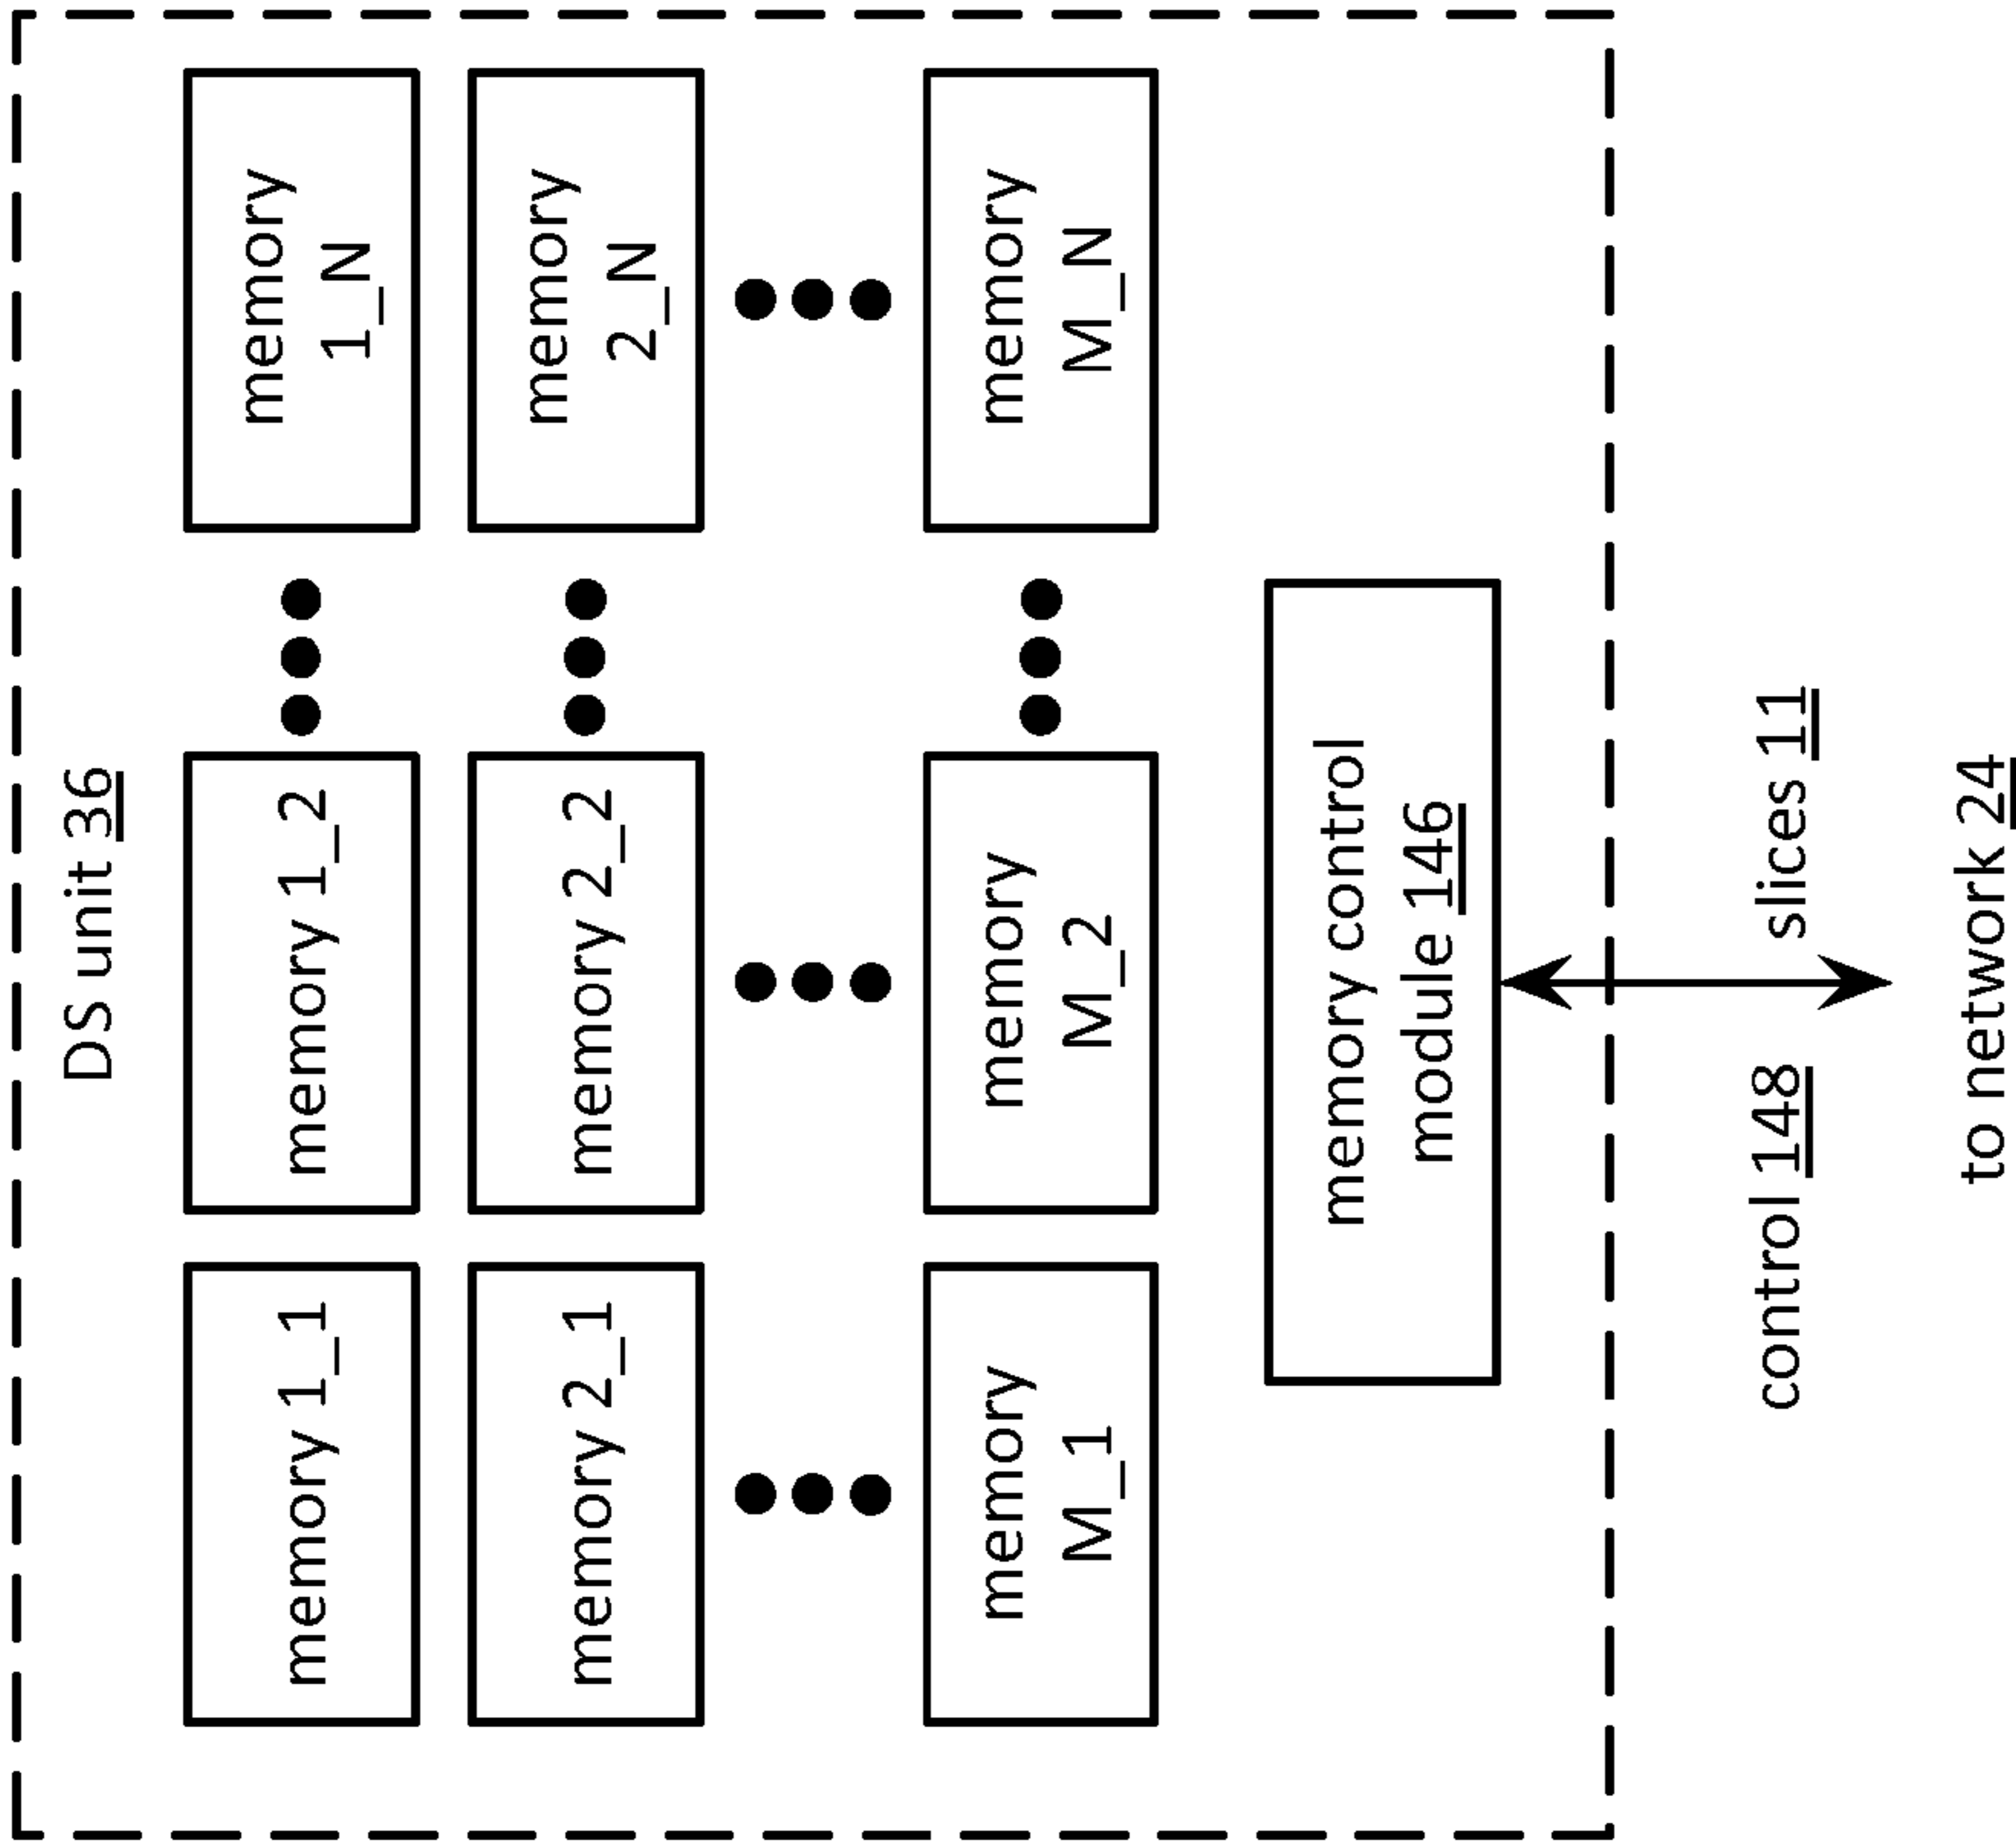 DS unit 36
memory 1_1
memory 1_2
memory
1_N
memory 2_1
memory 2_2
memory
2_N
memory
M_1
memory
M_2
memory
M_N
memory control
module 146
control 148
slices 11
to network 24